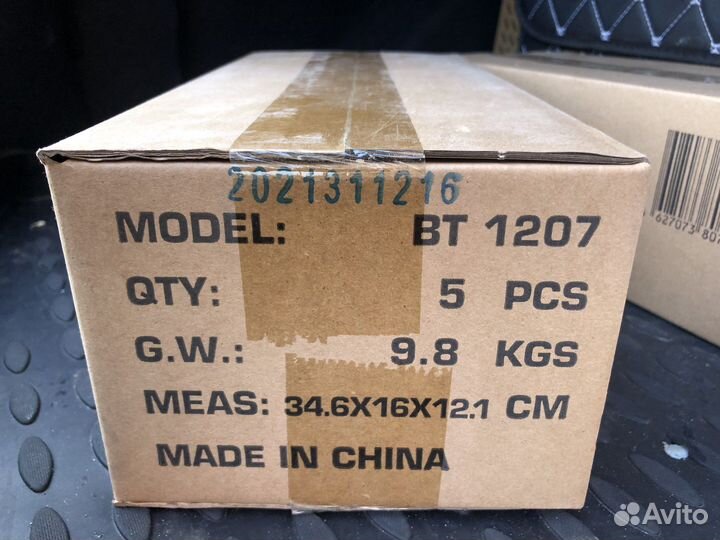 2021311216
MODEL: BT 1207
QTY: 5 PCS
G.W.: 9.8 KGS
MEAS: 34.6X16X12.1 CM
MADE IN CHINA
627073
Avito